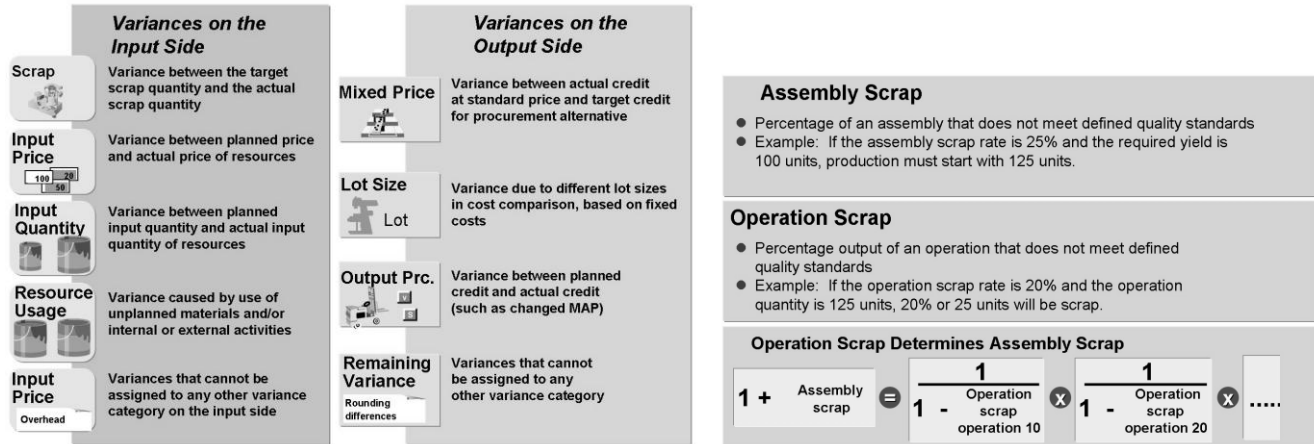 Variances on the
Input Side
Scrap
Variance between the target
scrap quantity and the actual
scrap quantity
Input
Price
100
20
50
Variance between planned price
and actual price of resources
Input
Quantity
Variance between planned
input quantity and actual input
quantity of resources
Resource
Usage
Variance caused by use of
unplanned materials and/or
internal or external activities
Input
Price
Overhead
Variances that cannot be
assigned to any other variance
category on the input side
Variances on the
Output Side
Mixed Price
Variance between actual credit
at standard price and target credit
for procurement alternative
Lot Size
Lot
Variance due to different lot sizes
in cost comparison, based on fixed
costs
Output Prc.
V
S
Variance between planned
credit and actual credit
(such as changed MAP)
Remaining
Variance
Rounding
differences
Variances that cannot
be assigned to any
other variance category
Assembly Scrap
● Percentage of an assembly that does not meet defined quality standards
● Example: If the assembly scrap rate is 25% and the required yield is
100 units, production must start with 125 units.
Operation Scrap
● Percentage output of an operation that does not meet defined
quality standards
● Example: If the operation scrap rate is 20% and the operation
quantity is 125 units, 20% or 25 units will be scrap.
Operation Scrap Determines Assembly Scrap
1 + Assembly
scrap
=
1
1 - Operation
scrap
operation 10
x
1
1 - Operation
scrap
operation 20
x
.....